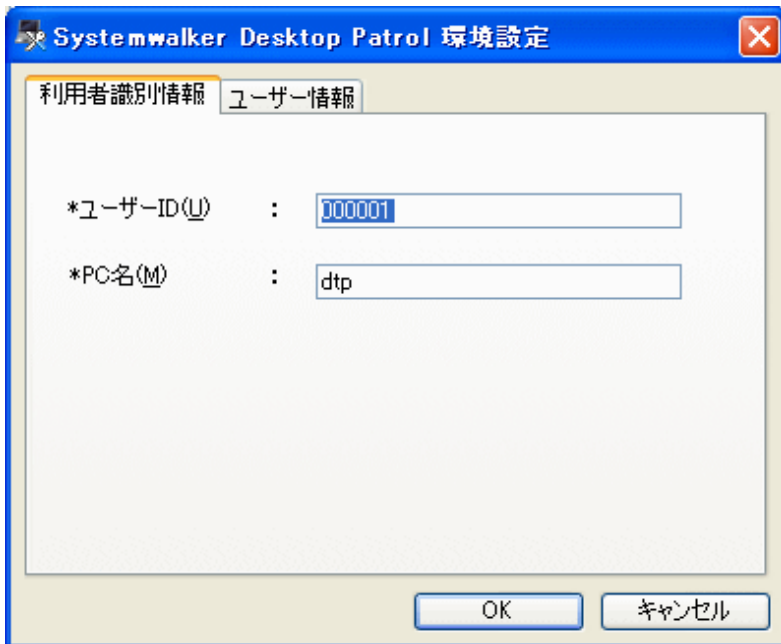 Systemwalker Desktop Patrol 環境設定
利用者識別情報 ユーザー情報
*ユーザーID(U) : 000001
*PC名(M) : dtp
OK キャンセル